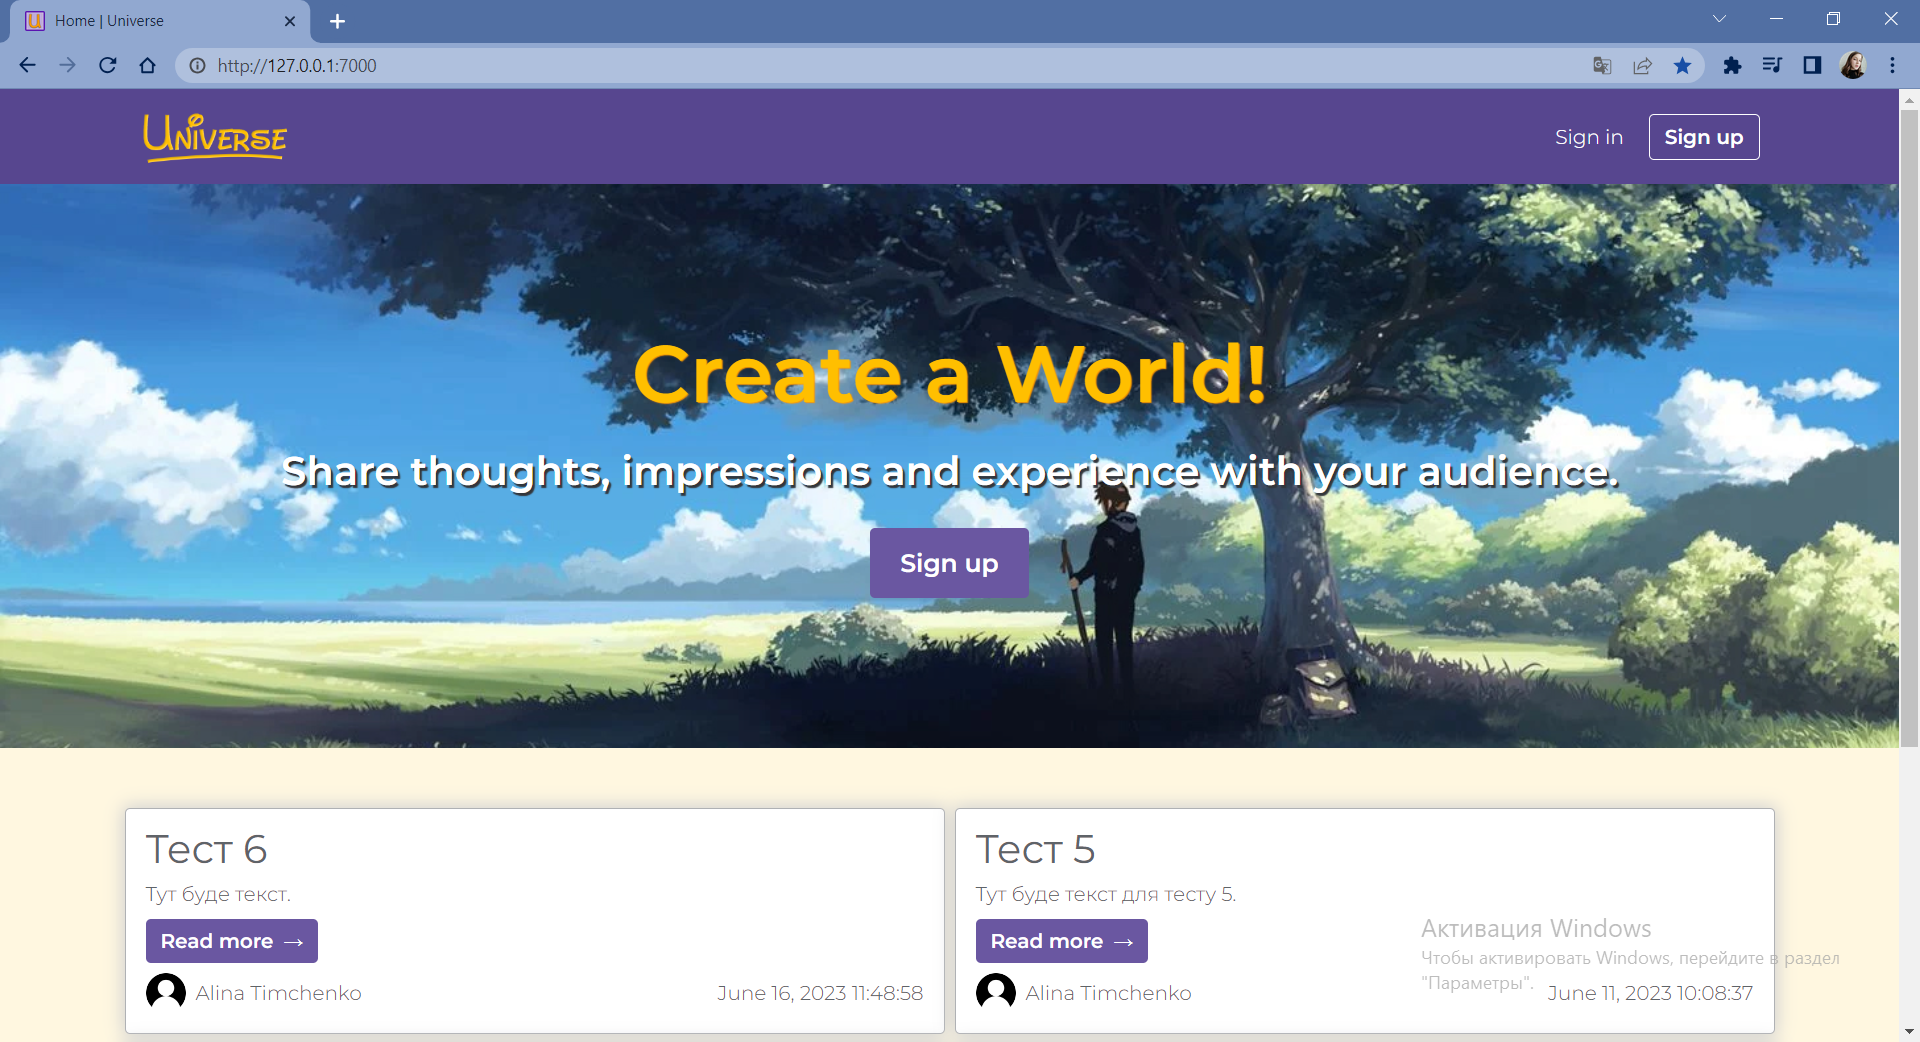 Home | Universe
http://127.0.0.1:7000
Universe
Sign in
Sign up
Create a World!
Share thoughts, impressions and experience with your audience.
Sign up
Тест 6
Тут буде текст.
Read more →
Alina Timchenko
June 16, 2023 11:48:58
Тест 5
Тут буде текст для тесту 5.
Read more →
Alina Timchenko
June 11, 2023 10:08:37
Активация Windows
Чтобы активировать Windows, перейдите в раздел
"Параметры".